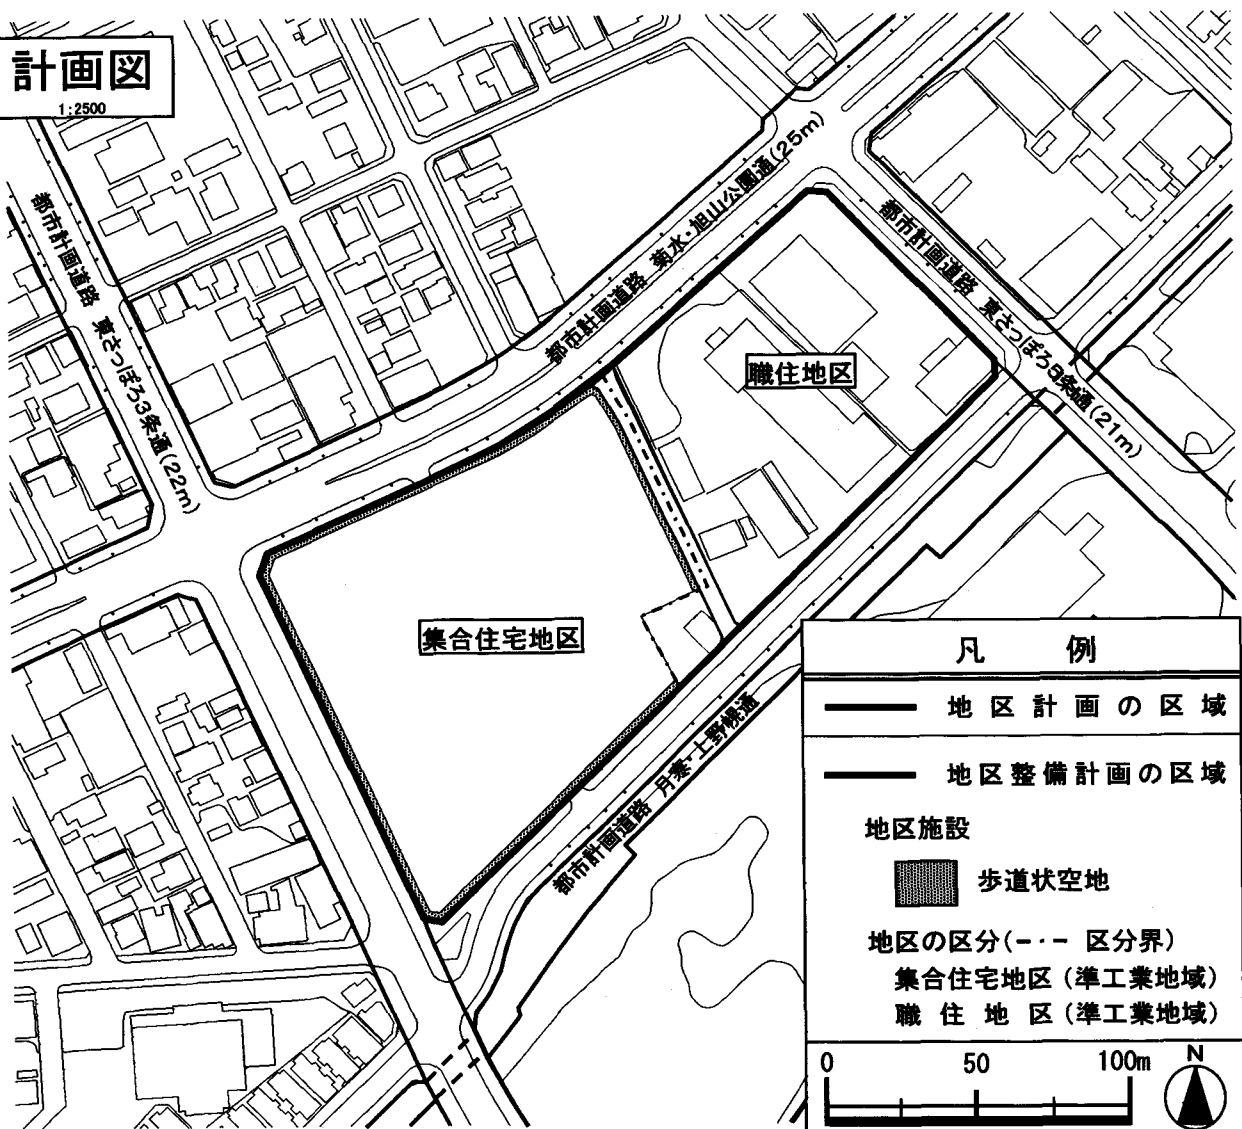 計画図
1:2500
都市計画道路 東さっぽろ3条通(22m)
都市計画道路 菊水・旭山公園通(25m)
都市計画道路 東さっぽろ5条通(21m)
職住地区
集合住宅地区
都市計画道路 月寒・上野幌通
凡 例
地区計画の区域
地区整備計画の区域
地区施設
歩道状空地
地区の区分(-・- 区分界)
集合住宅地区(準工業地域)
職住地区(準工業地域)
0 50 100m
N